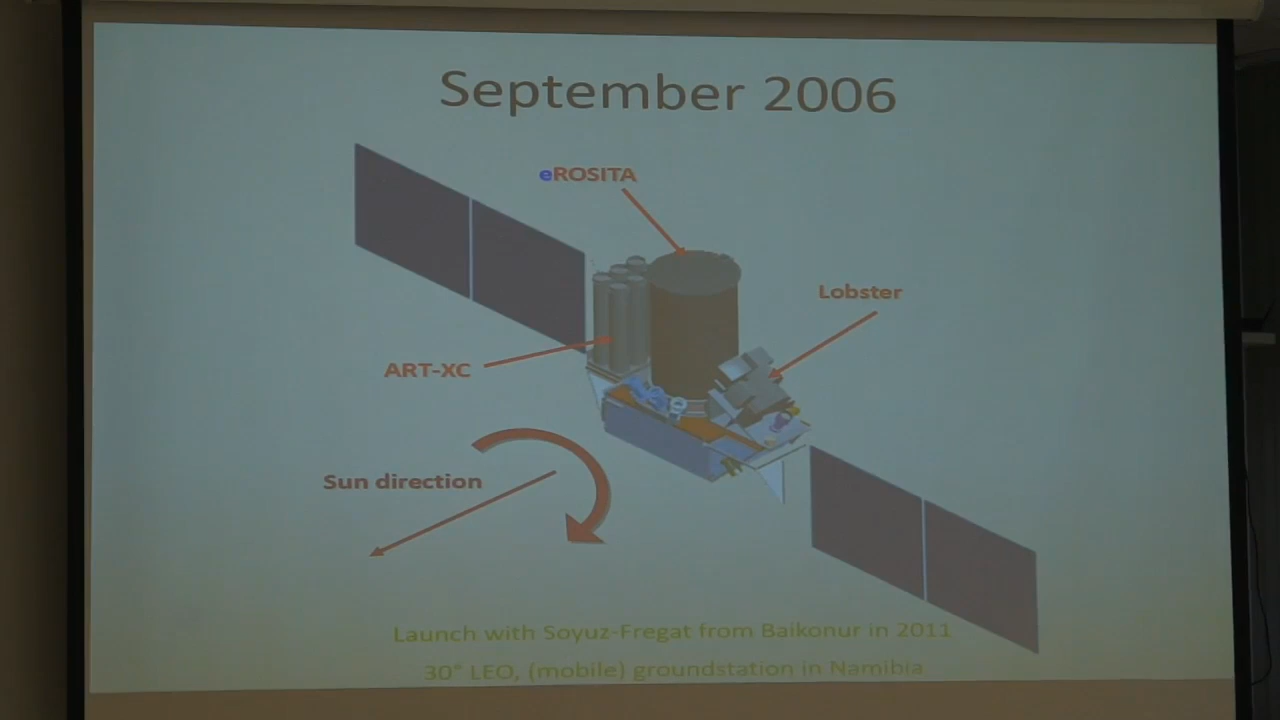 September 2006
eROSITA
Lobster
ART-XC
Sun direction
Launch with Soyuz-Fregat from Baikonur in 2011
30° LEO, (mobile) groundstation in Namibia